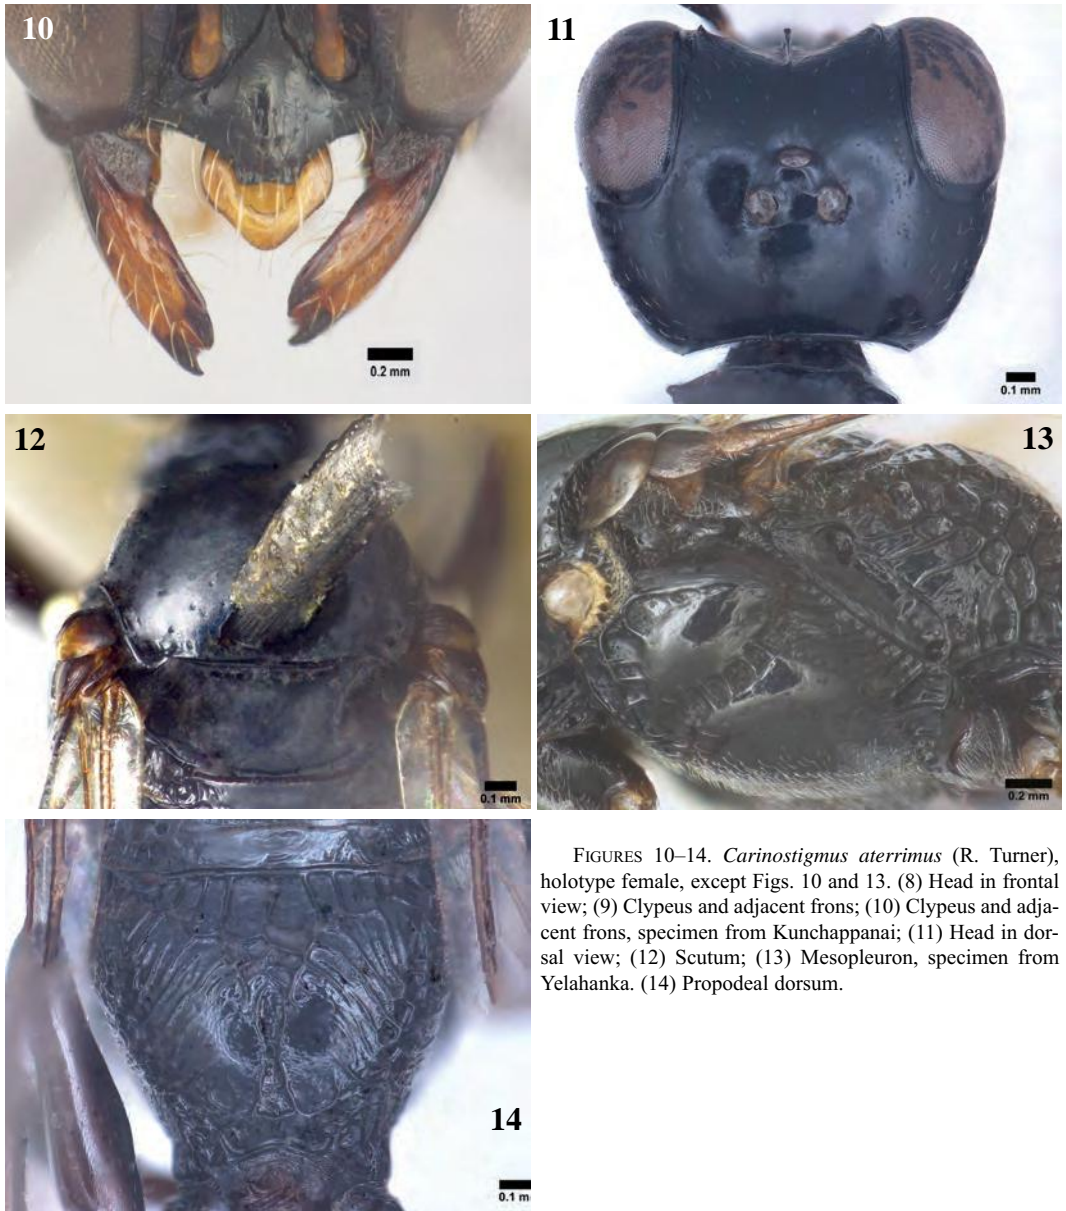 10
0.2 mm
11
0.1 mm
12
0.1 mm
13
0.2 mm
14
0.1 m
FIGURES 10–14. Carinostigmus aterrimus (R. Turner),
holotype female, except Figs. 10 and 13. (8) Head in frontal
view; (9) Clypeus and adjacent frons; (10) Clypeus and adja-
cent frons, specimen from Kunchappanai; (11) Head in dor-
sal view; (12) Scutum; (13) Mesopleuron, specimen from
Yelahanka. (14) Propodeal dorsum.